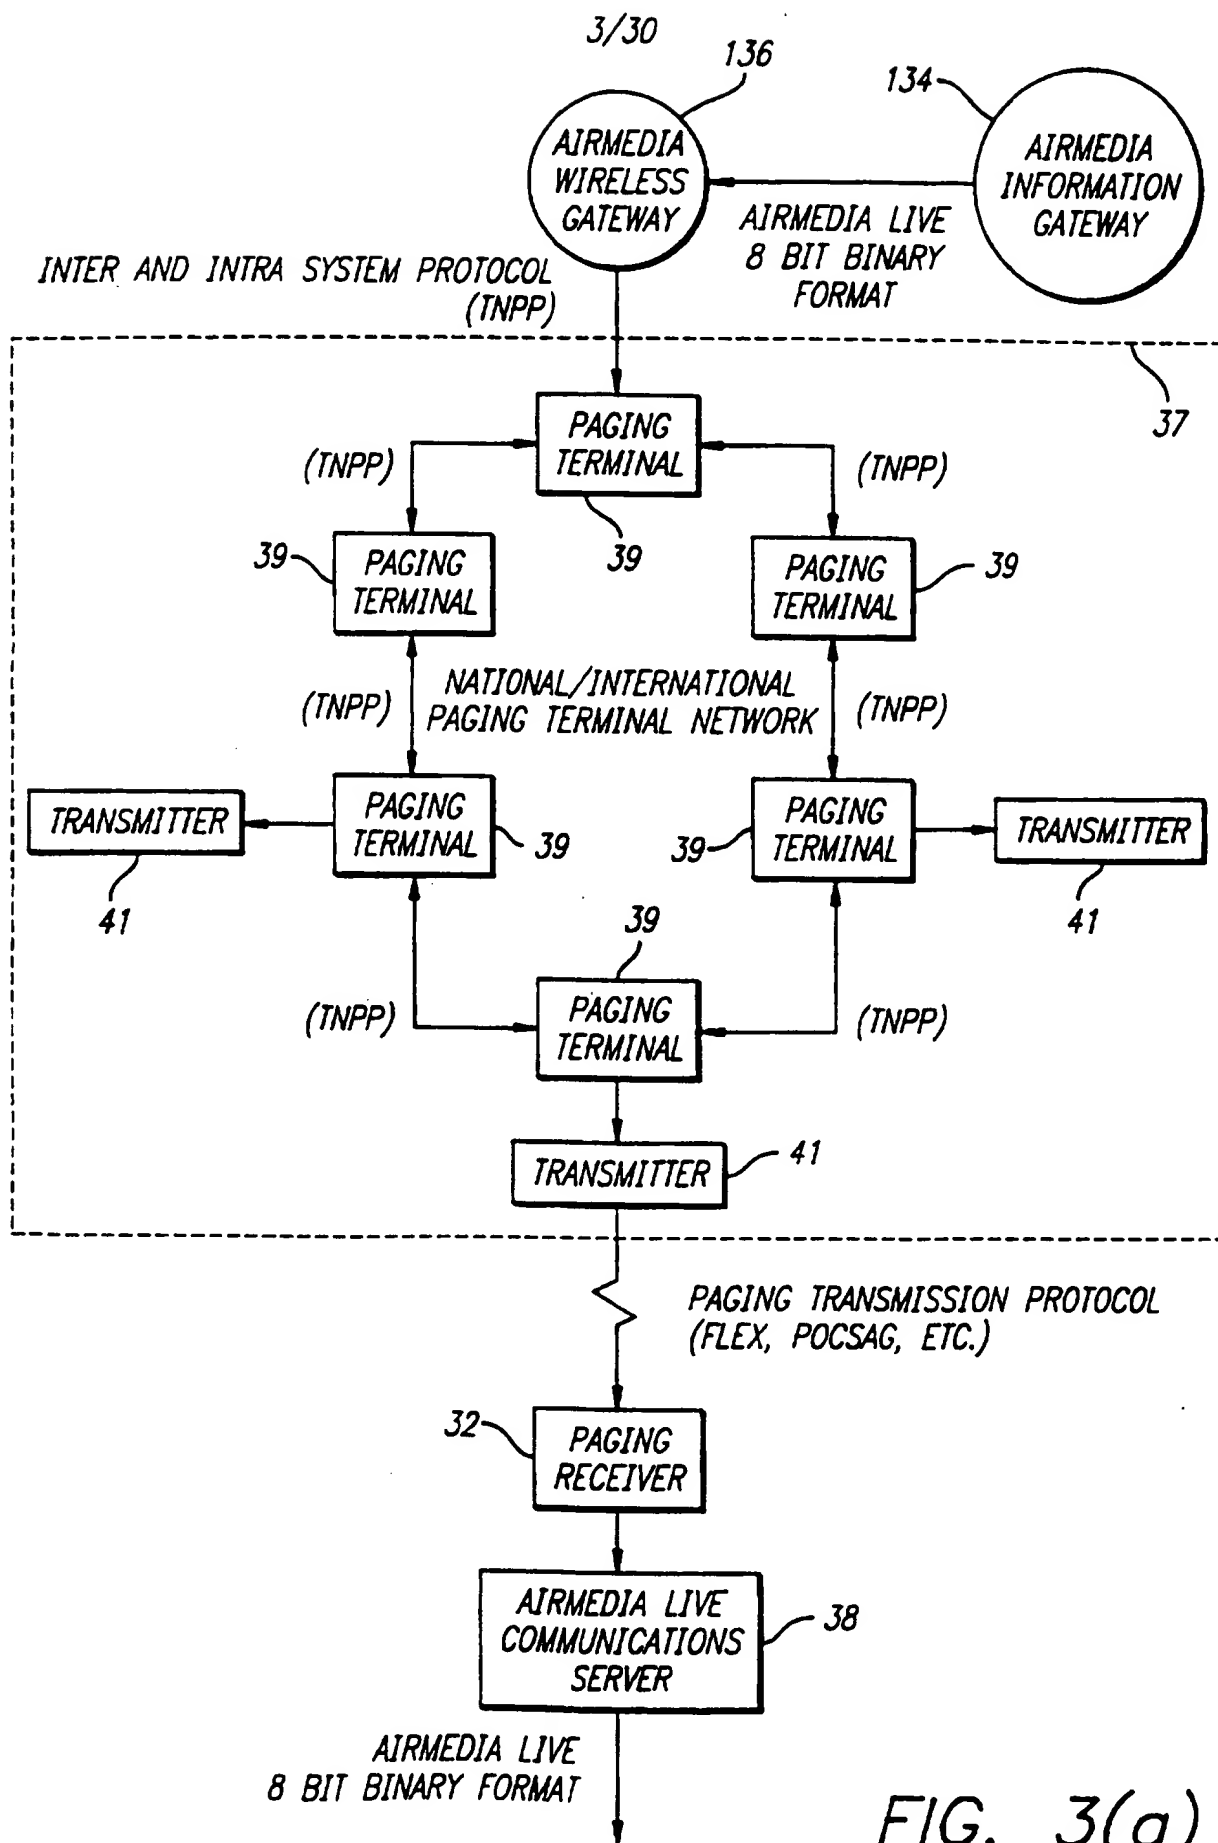 3/30
136
134
AIRMEDIA
WIRELESS
GATEWAY
AIRMEDIA
INFORMATION
GATEWAY
AIRMEDIA LIVE
8 BIT BINARY
FORMAT
INTER AND INTRA SYSTEM PROTOCOL
(TNPP)
37
PAGING
TERMINAL
39
(TNPP)
(TNPP)
39
PAGING
TERMINAL
PAGING
TERMINAL
39
(TNPP)
NATIONAL/INTERNATIONAL
PAGING TERMINAL NETWORK
(TNPP)
TRANSMITTER
41
PAGING
TERMINAL
39
39
PAGING
TERMINAL
TRANSMITTER
41
39
(TNPP)
PAGING
TERMINAL
(TNPP)
TRANSMITTER
41
PAGING TRANSMISSION PROTOCOL
(FLEX, POCSAG, ETC.)
32
PAGING
RECEIVER
AIRMEDIA LIVE
COMMUNICATIONS
SERVER
38
AIRMEDIA LIVE
8 BIT BINARY FORMAT
FIG. 3(a)